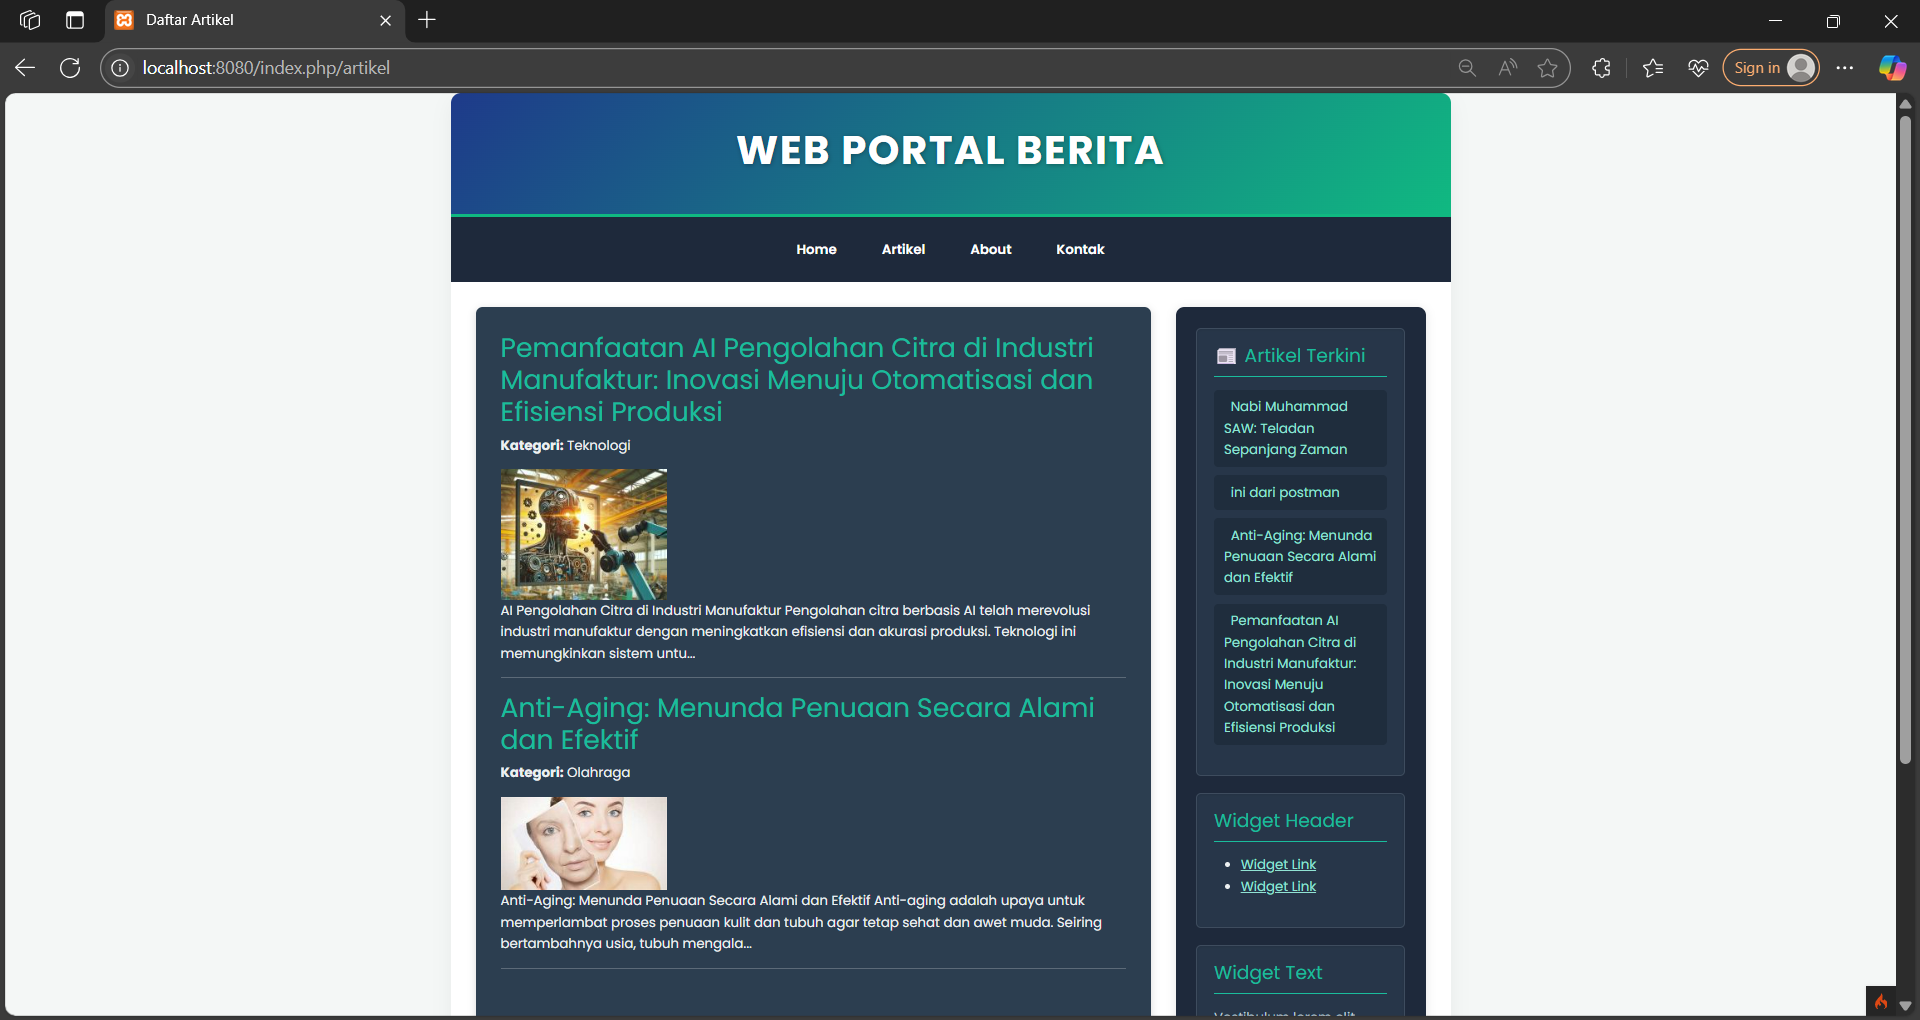 Daftar Artikel
localhost:8080/index.php/artikel
Sign in
WEB PORTAL BERITA
Home Artikel About Kontak
Pemanfaatan AI Pengolahan Citra di Industri
Manufaktur: Inovasi Menuju Otomatisasi dan
Efisiensi Produksi
Kategori: Teknologi
AI Pengolahan Citra di Industri Manufaktur Pengolahan citra berbasis AI telah merevolusi
industri manufaktur dengan meningkatkan efisiensi dan akurasi produksi. Teknologi ini
memungkinkan sistem untu...
Anti-Aging: Menunda Penuaan Secara Alami
dan Efektif
Kategori: Olahraga
Anti-Aging: Menunda Penuaan Secara Alami dan Efektif Anti-aging adalah upaya untuk
memperlambat proses penuaan kulit dan tubuh agar tetap sehat dan awet muda. Seiring
bertambahnya usia, tubuh mengala...
Artikel Terkini
Nabi Muhammad
SAW: Teladan
Sepanjang Zaman
ini dari postman
Anti-Aging: Menunda
Penuaan Secara Alami
dan Efektif
Pemanfaatan AI
Pengolahan Citra di
Industri Manufaktur:
Inovasi Menuju
Otomatisasi dan
Efisiensi Produksi
Widget Header
Widget Link
Widget Link
Widget Text
Vestibulum lorem elit